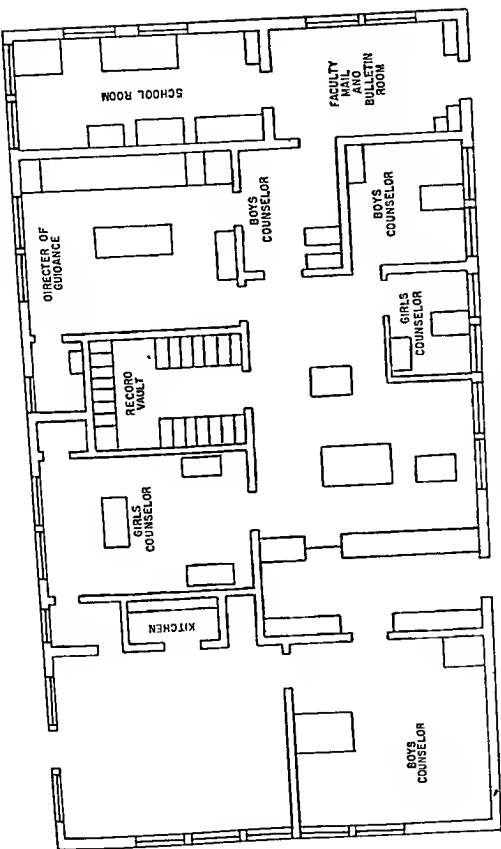 SCHOOL ROOM
FACULTY
MAIL
AND
BULLETIN
ROOM
DIRECTER OF
GUIDANCE
BOYS
COUNSELOR
BOYS
COUNSELOR
GIRLS
COUNSELOR
RECORD
VAULT
GIRLS
COUNSELOR
KITCHEN
BOYS
COUNSELOR